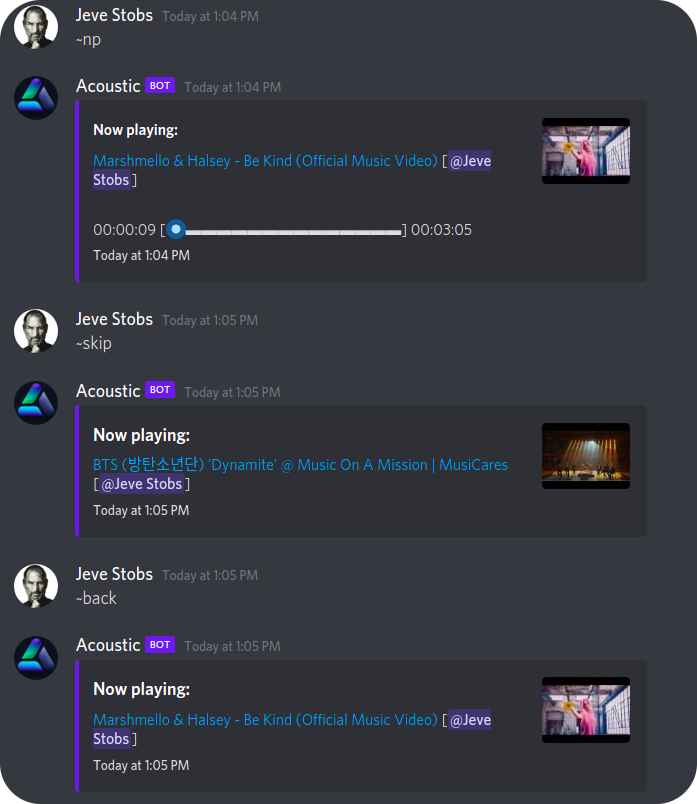 Jeve Stobs Today at 1:04 PM
~np
Acoustic BOT Today at 1:04 PM
Now playing:
Marshmello & Halsey - Be Kind (Official Music Video) [@Jeve
Stobs]
00:00:09 [▬▬▬▬▬▬▬▬▬▬▬▬▬▬] 00:03:05
Today at 1:04 PM
Jeve Stobs Today at 1:05 PM
~skip
Acoustic BOT Today at 1:05 PM
Now playing:
BTS (방탄소년단) 'Dynamite' @ Music On A Mission | MusiCares
[@Jeve Stobs]
Today at 1:05 PM
Jeve Stobs Today at 1:05 PM
~back
Acoustic BOT Today at 1:05 PM
Now playing:
Marshmello & Halsey - Be Kind (Official Music Video) [@Jeve
Stobs]
Today at 1:05 PM